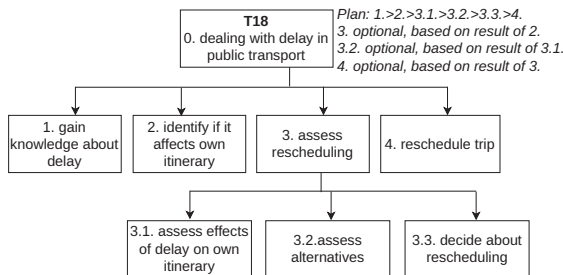 T18
0. dealing with delay in
public transport
Plan: 1.>2.>3.1.>3.2.>3.3.>4.
3. optional, based on result of 2.
3.2. optional, based on result of 3.1.
4. optional, based on result of 3.
1. gain
knowledge about
delay
2. identify if it
affects own
itinerary
3. assess
rescheduling
4. reschedule trip
3.1. assess effects
of delay on own
itinerary
3.2.assess
alternatives
3.3. decide about
rescheduling